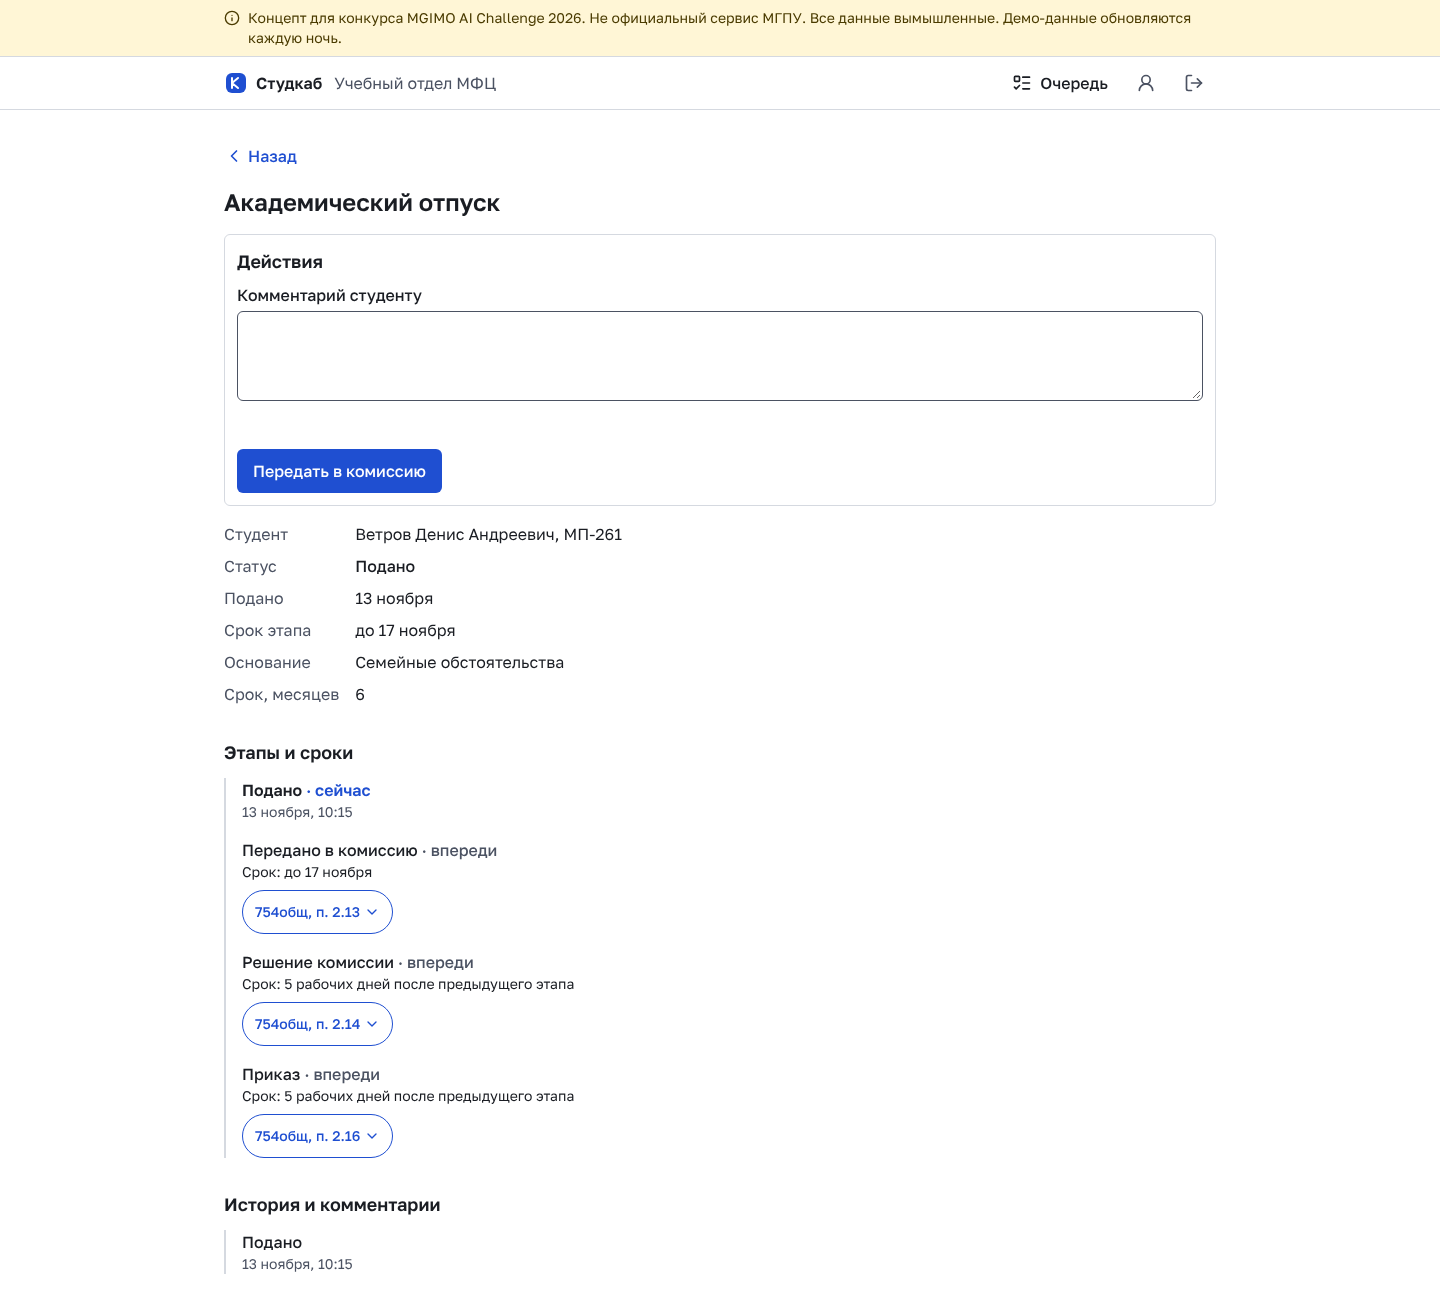 Концепт для конкурса MGIMO AI Challenge 2026. Не официальный сервис МГПУ. Все данные вымышленные. Демо-данные обновляются
каждую ночь.
Студкаб Учебный отдел МФЦ Очередь
Назад
Академический отпуск
Действия
Комментарий студенту
Передать в комиссию
Студент Ветров Денис Андреевич, МП-261
Статус Подано
Подано 13 ноября
Срок этапа до 17 ноября
Основание Семейные обстоятельства
Срок, месяцев 6
Этапы и сроки
Подано · сейчас
13 ноября, 10:15
Передано в комиссию · впереди
Срок: до 17 ноября
754общ, п. 2.13
Решение комиссии · впереди
Срок: 5 рабочих дней после предыдущего этапа
754общ, п. 2.14
Приказ · впереди
Срок: 5 рабочих дней после предыдущего этапа
754общ, п. 2.16
История и комментарии
Подано
13 ноября, 10:15